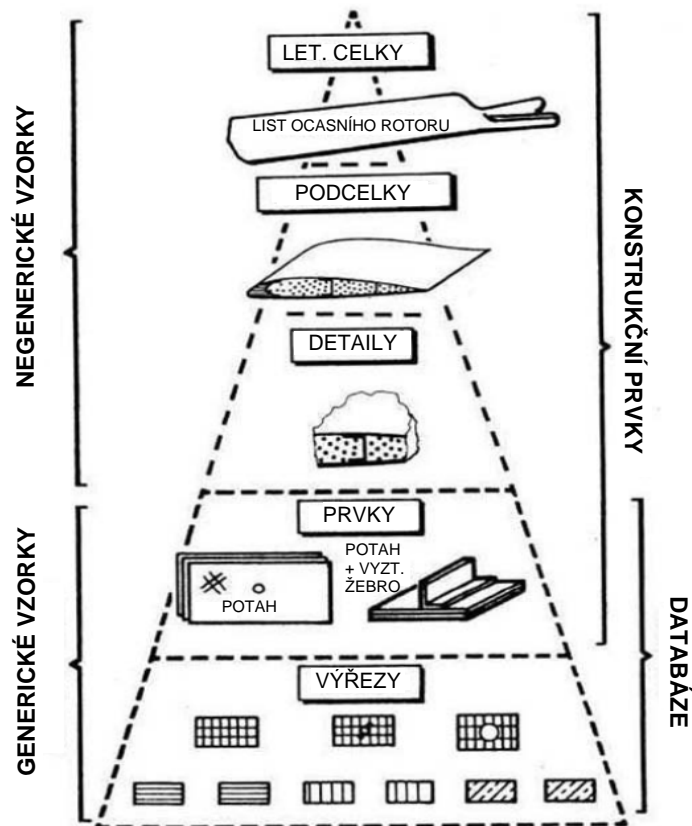 LET. CELKY
LIST OCASNÍHO ROTORU
PODCELKY
DETAILY
PRVKY
POTAH
POTAH
+ VYZT.
ŽEBRO
VÝŘEZY
NEGENERICKÉ VZORKY
GENERICKÉ VZORKY
KONSTRUKČNÍ PRVKY
DATABÁZE